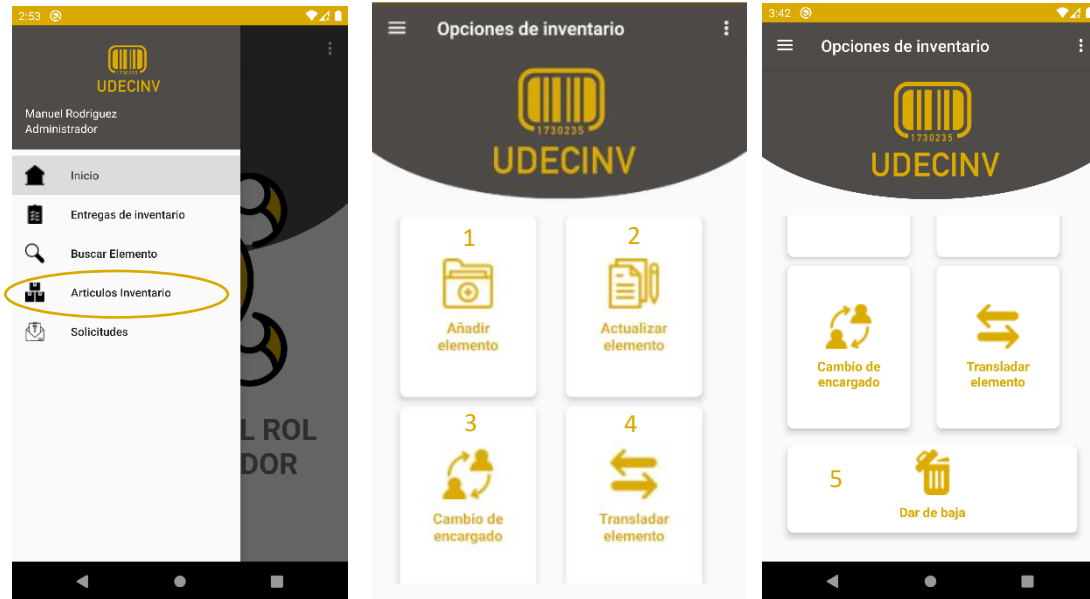 2:53
1730235
UDECINV
Manuel Rodriguez
Administrador
Inicio
Entregas de inventario
Buscar Elemento
Articulos Inventario
Solicitudes
L ROL
DOR
Opciones de inventario
1730235
UDECINV
1
Añadir
elemento
2
Actualizar
elemento
3
Cambio de
encargado
4
Transladar
elemento
3:42
Opciones de inventario
1730235
UDECINV
Cambio de
encargado
Transladar
elemento
5
Dar de baja